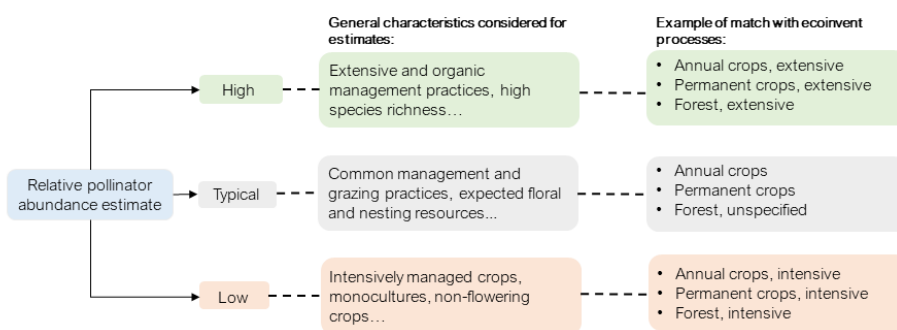 General characteristics considered for
estimates:
Example of match with ecoinvent
processes:
High
Extensive and organic
management practices, high
species richness…
• Annual crops, extensive
• Permanent crops, extensive
• Forest, extensive
Relative pollinator
abundance estimate
Typical
Common management and
grazing practices, expected floral
and nesting resources...
• Annual crops
• Permanent crops
• Forest, unspecified
Low
Intensively managed crops,
monocultures, non-flowering
crops…
• Annual crops, intensive
• Permanent crops, intensive
• Forest, intensive